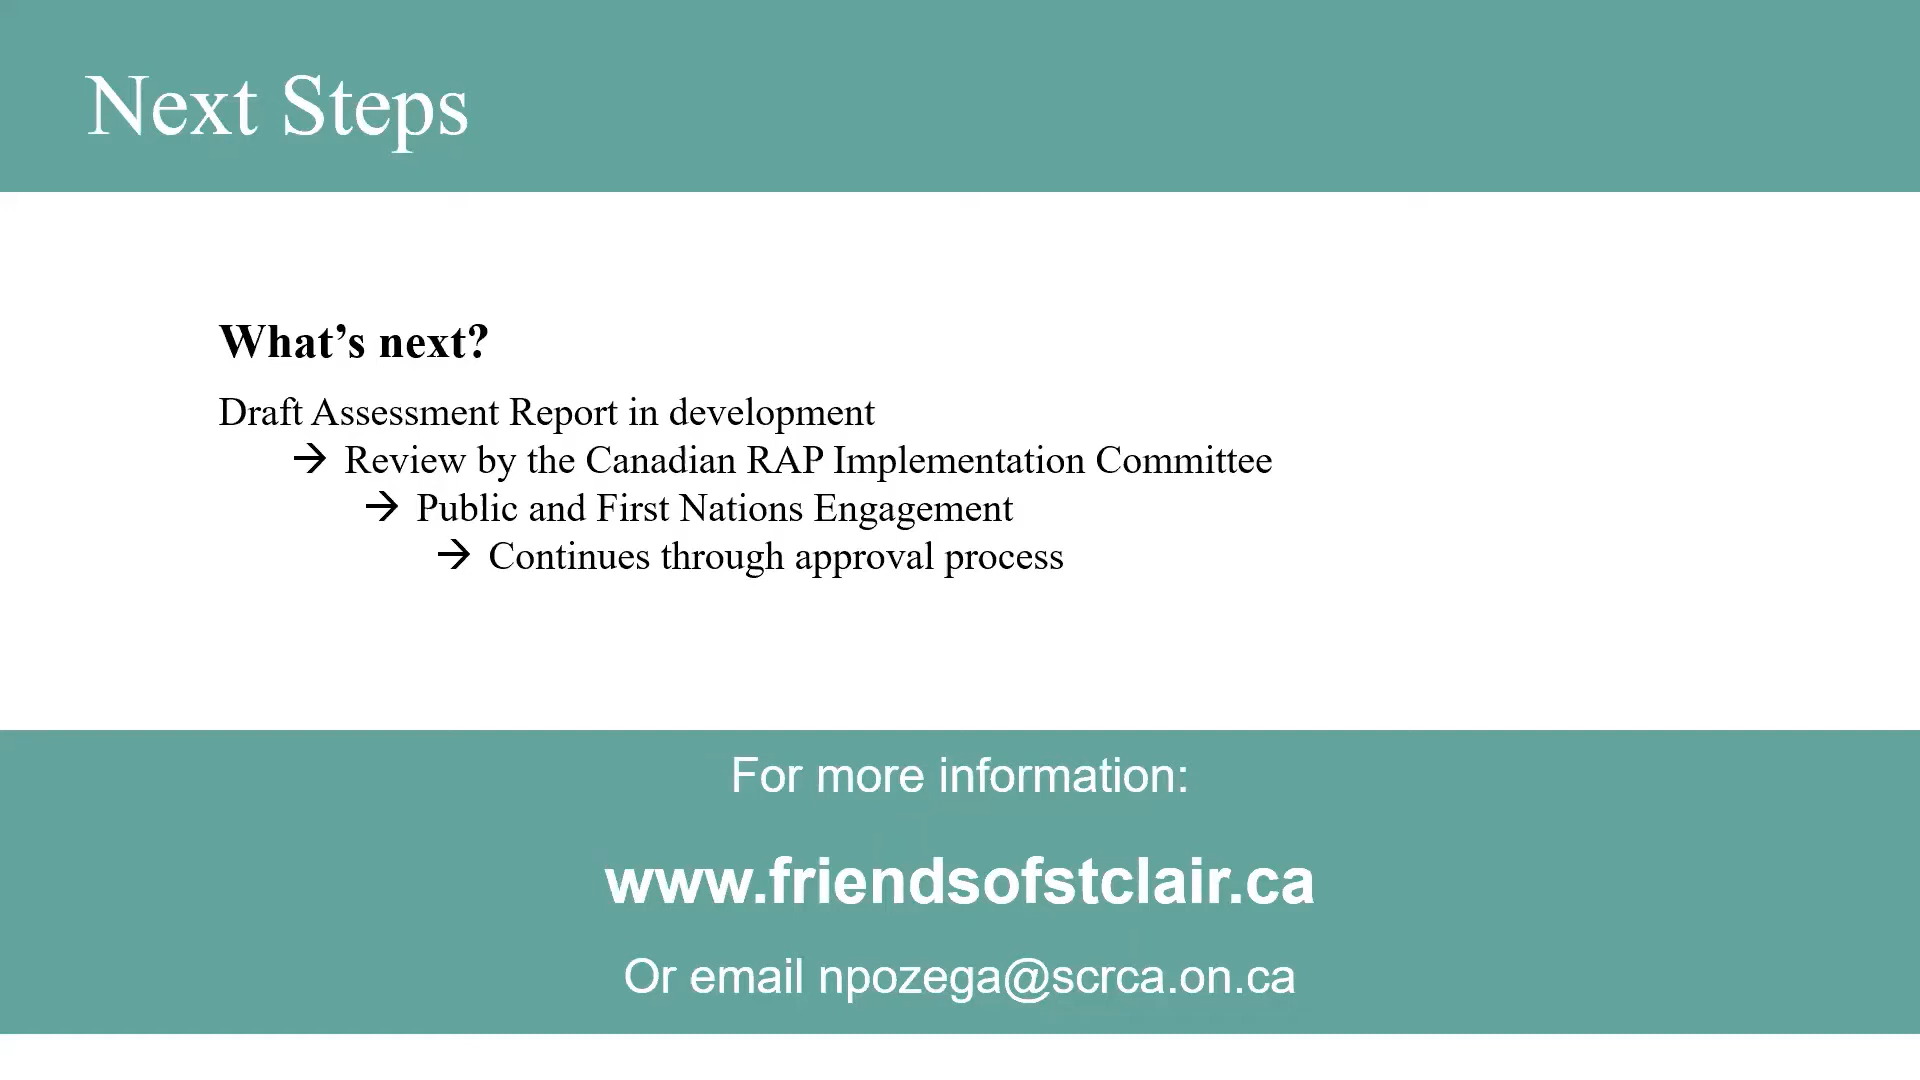 Next Steps
What’s next?
Draft Assessment Report in development
→ Review by the Canadian RAP Implementation Committee
→ Public and First Nations Engagement
→ Continues through approval process
For more information:
www.friendsofstclair.ca
Or email npozega@scrca.on.ca